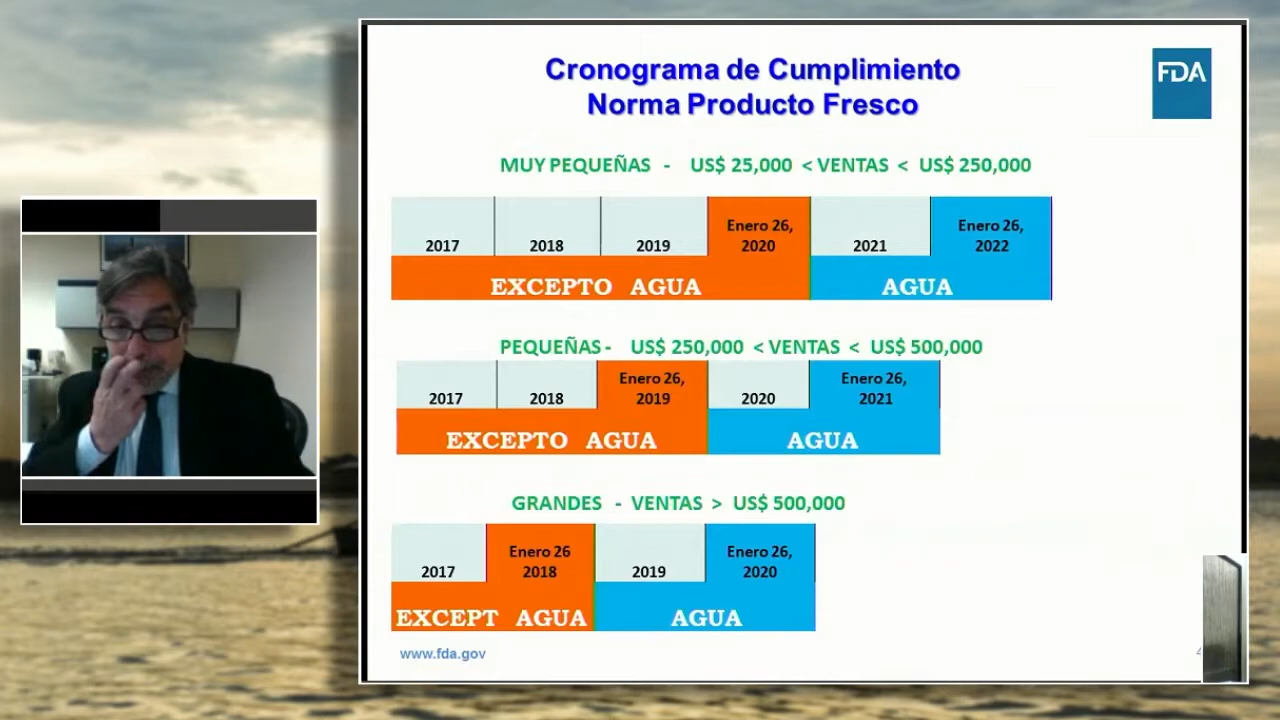 Cronograma de Cumplimiento
Norma Producto Fresco
FDA
MUY PEQUEÑAS - US$ 25,000 < VENTAS < US$ 250,000
2017
2018
2019
Enero 26,
2020
2021
Enero 26,
2022
EXCEPTO AGUA
AGUA
PEQUEÑAS - US$ 250,000 < VENTAS < US$ 500,000
2017
2018
Enero 26,
2019
2020
Enero 26,
2021
EXCEPTO AGUA
AGUA
GRANDES - VENTAS > US$ 500,000
2017
Enero 26
2018
2019
Enero 26,
2020
EXCEPT AGUA
AGUA
www.fda.gov